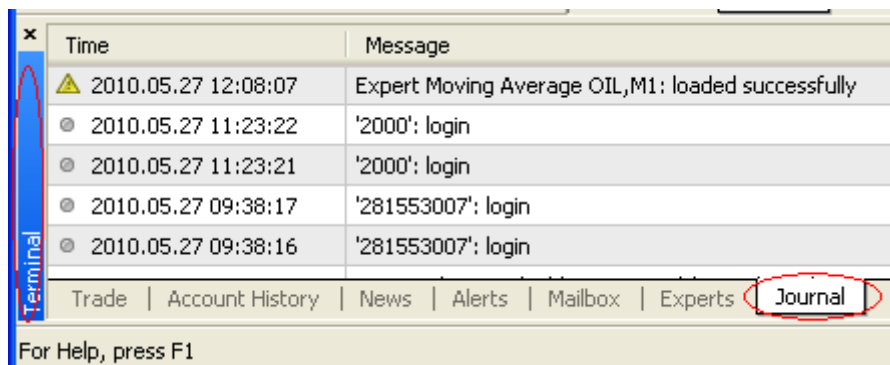 Time Message
2010.05.27 12:08:07 Expert Moving Average OIL,M1: loaded successfully
2010.05.27 11:23:22 '2000': login
2010.05.27 11:23:21 '2000': login
2010.05.27 09:38:17 '281553007': login
2010.05.27 09:38:16 '281553007': login
Terminal
Trade | Account History | News | Alerts | Mailbox | Experts Journal
For Help, press F1